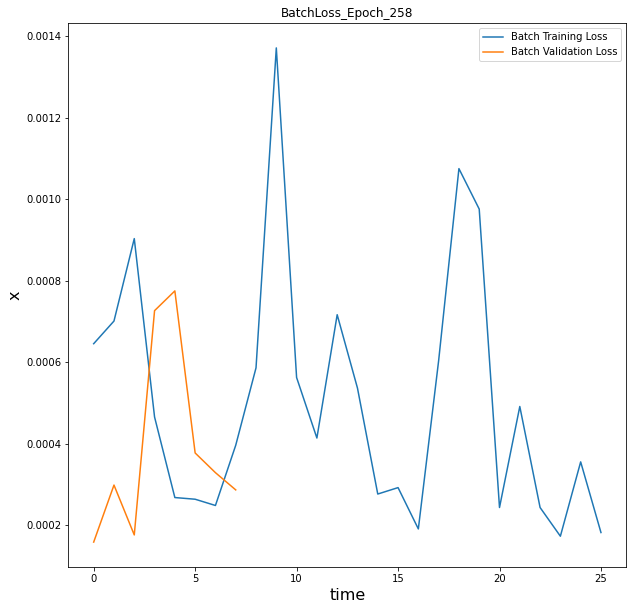 BatchLoss_Epoch_258
Batch Training Loss
Batch Validation Loss
0.0014
0.0012
0.0010
0.0008
0.0006
0.0004
0.0002
x
0
5
10
15
20
25
time